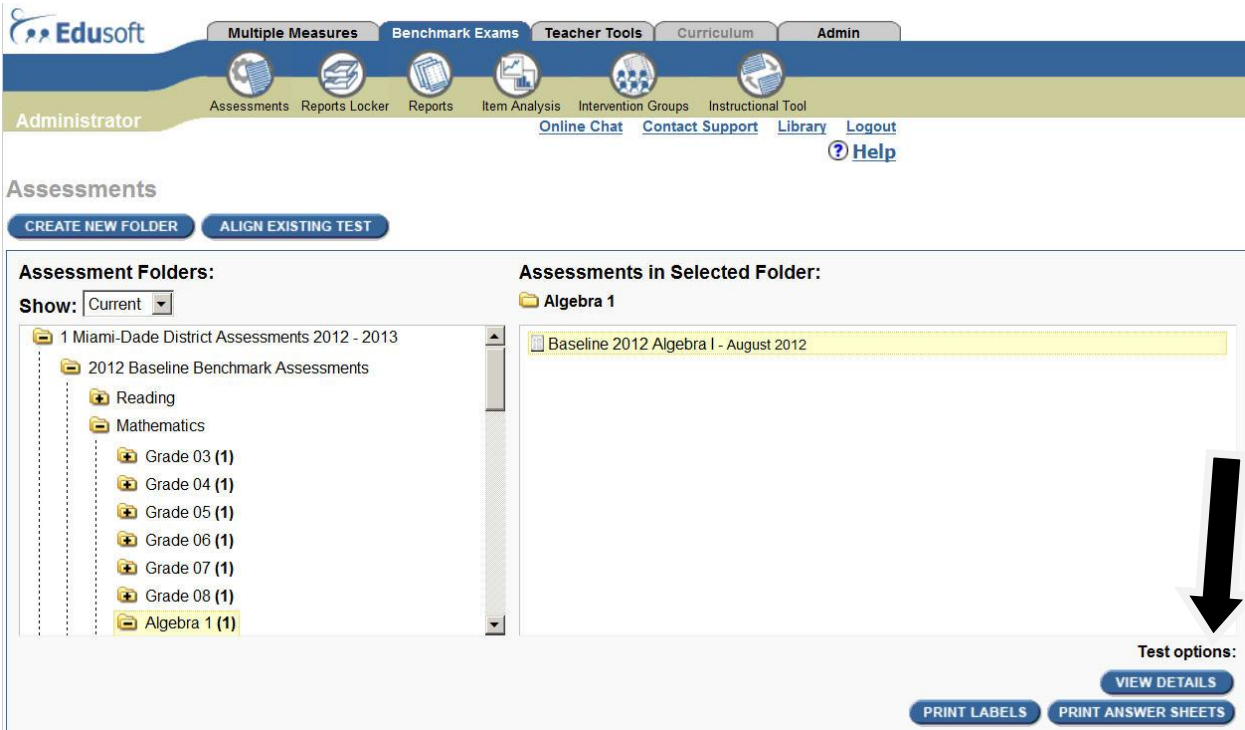 Edusoft
Multiple Measures Benchmark Exams Teacher Tools Curriculum Admin
Assessments Reports Locker Reports Item Analysis Intervention Groups Instructional Tool
Administrator
Online Chat Contact Support Library Logout
? Help
Assessments
CREATE NEW FOLDER ALIGN EXISTING TEST
Assessment Folders:
Show: Current
1 Miami-Dade District Assessments 2012 - 2013
2012 Baseline Benchmark Assessments
Reading
Mathematics
Grade 03 (1)
Grade 04 (1)
Grade 05 (1)
Grade 06 (1)
Grade 07 (1)
Grade 08 (1)
Algebra 1 (1)
Assessments in Selected Folder:
Algebra 1
Baseline 2012 Algebra I - August 2012
Test options:
VIEW DETAILS
PRINT LABELS PRINT ANSWER SHEETS